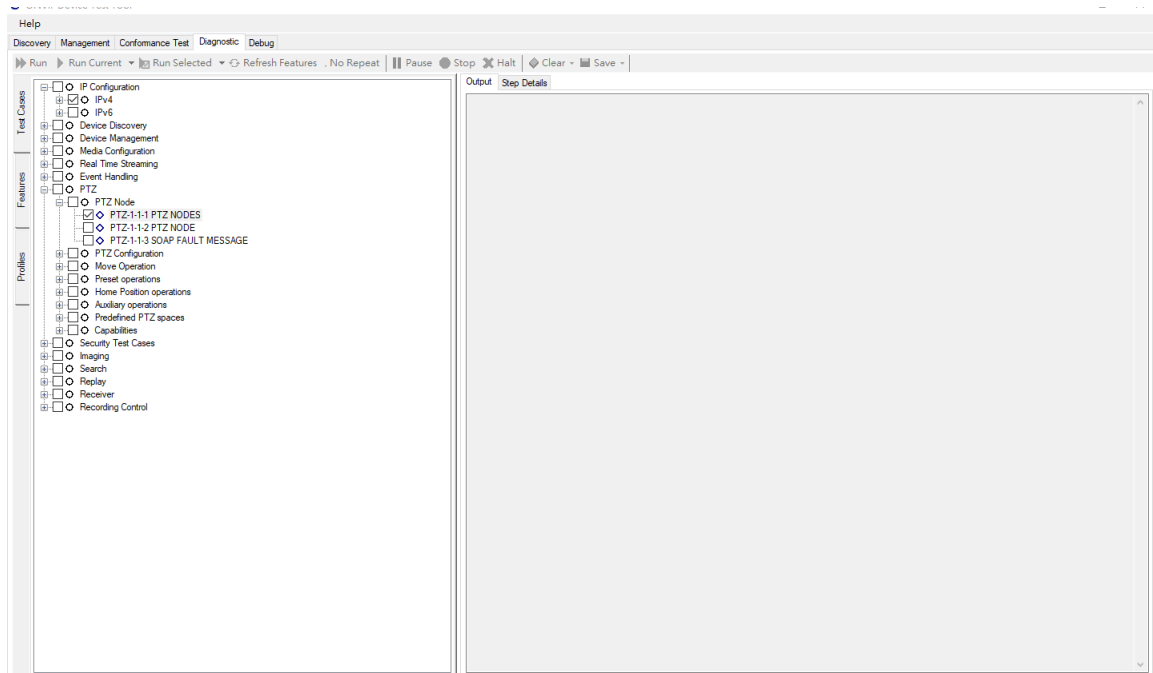 Help
Discovery Management Conformance Test Diagnostic Debug
Run Run Current Run Selected Refresh Features . No Repeat Pause Stop Halt Clear Save
Test Cases
Features
Profiles
IP Configuration
IPv4
IPv6
Device Discovery
Device Management
Media Configuration
Real Time Streaming
Event Handling
PTZ
PTZ Node
PTZ-1-1-1 PTZ NODES
PTZ-1-1-2 PTZ NODE
PTZ-1-1-3 SOAP FAULT MESSAGE
PTZ Configuration
Move Operation
Preset operations
Home Position operations
Auxiliary operations
Predefined PTZ spaces
Capabilities
Security Test Cases
Imaging
Search
Replay
Receiver
Recording Control
Output Step Details